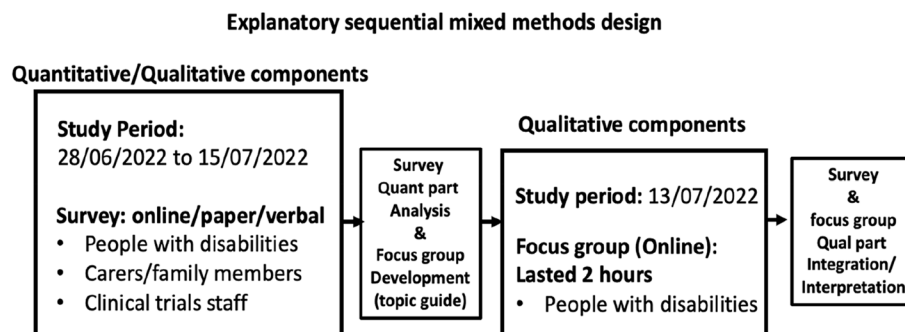 Explanatory sequential mixed methods design
Quantitative/Qualitative components
Study Period:
28/06/2022 to 15/07/2022
Survey: online/paper/verbal
• People with disabilities
• Carers/family members
• Clinical trials staff
Survey
Quant part
Analysis
&
Focus group
Development
(topic guide)
Qualitative components
Study period: 13/07/2022
Focus group (Online):
Lasted 2 hours
• People with disabilities
Survey
&
focus group
Qual part
Integration/
Interpretation